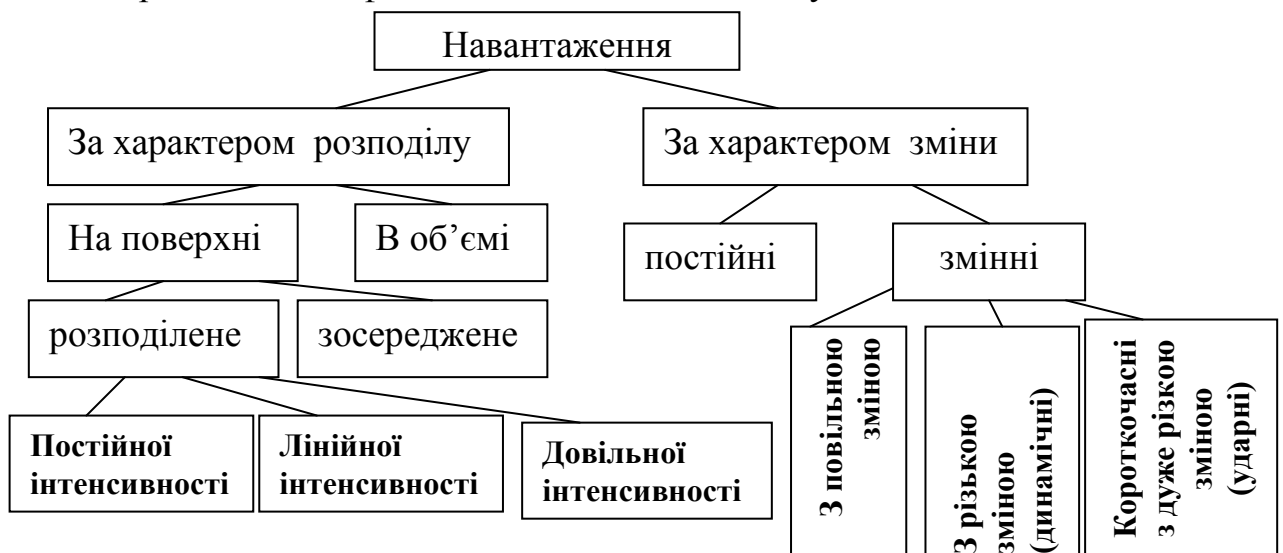 Навантаження
За характером розподілу
За характером зміни
На поверхні
В об’ємі
постійні
змінні
розподілене
зосереджене
Постійної
інтенсивності
Лінійної
інтенсивності
Довільної
інтенсивності
З повільною
зміною
З різькою
зміною
(динамічні)
Короткочасні
з дуже різкою
зміною
(ударні)